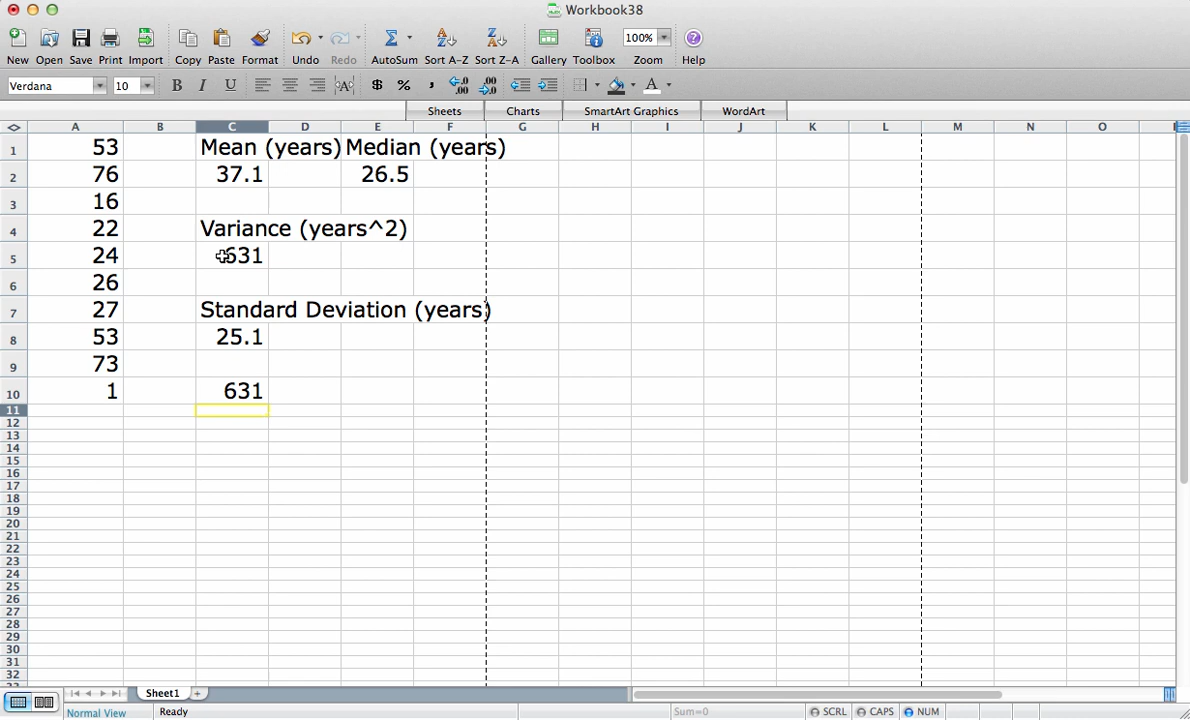 Workbook38
New Open Save Print Import Copy Paste Format Undo Redo AutoSum Sort A-Z Sort Z-A Gallery Toolbox Zoom Help
100%
Verdana 10 B I U ABC $ % , .0 .00 .00 .0 A
Sheets Charts SmartArt Graphics WordArt
A B C D E F G H I J K L M N O
1 53 Mean (years) Median (years)
2 76 37.1 26.5
3 16
4 22 Variance (years^2)
5 24 631
6 26
7 27 Standard Deviation (years)
8 53 25.1
9 73
10 1 631
11
12
13
14
15
16
17
18
19
20
21
22
23
24
25
26
27
28
29
30
31
32
Sheet1
Normal View Ready Sum=0 SCRL CAPS NUM